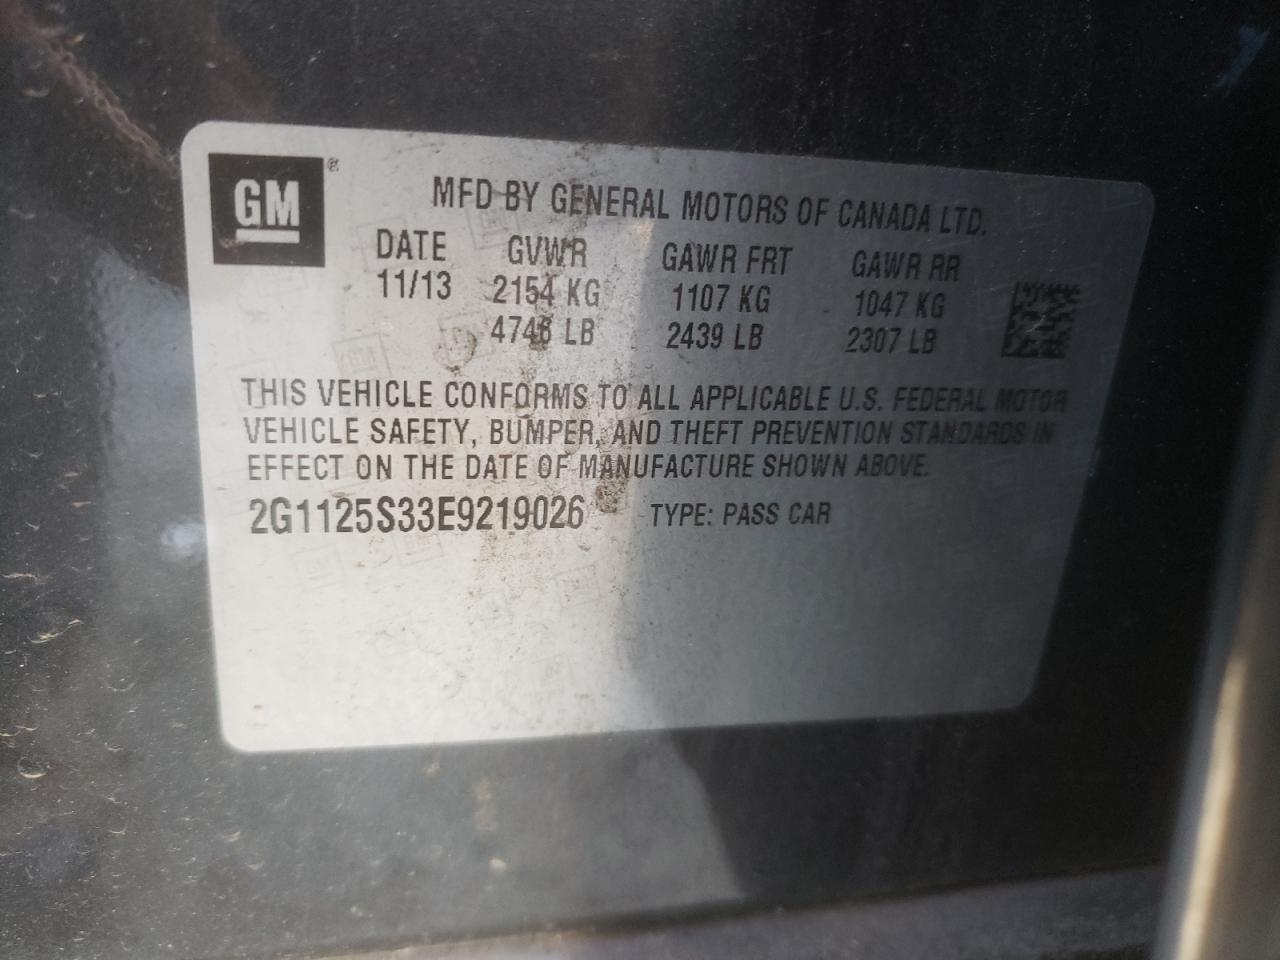 GM ®
MFD BY GENERAL MOTORS OF CANADA LTD.
DATE GVWR GAWR FRT GAWR RR
11/13 2154 KG 1107 KG 1047 KG
4748 LB 2439 LB 2307 LB
THIS VEHICLE CONFORMS TO ALL APPLICABLE U.S. FEDERAL MOTOR
VEHICLE SAFETY, BUMPER, AND THEFT PREVENTION STANDARDS IN
EFFECT ON THE DATE OF MANUFACTURE SHOWN ABOVE.
2G1125S33E9219026 TYPE: PASS CAR